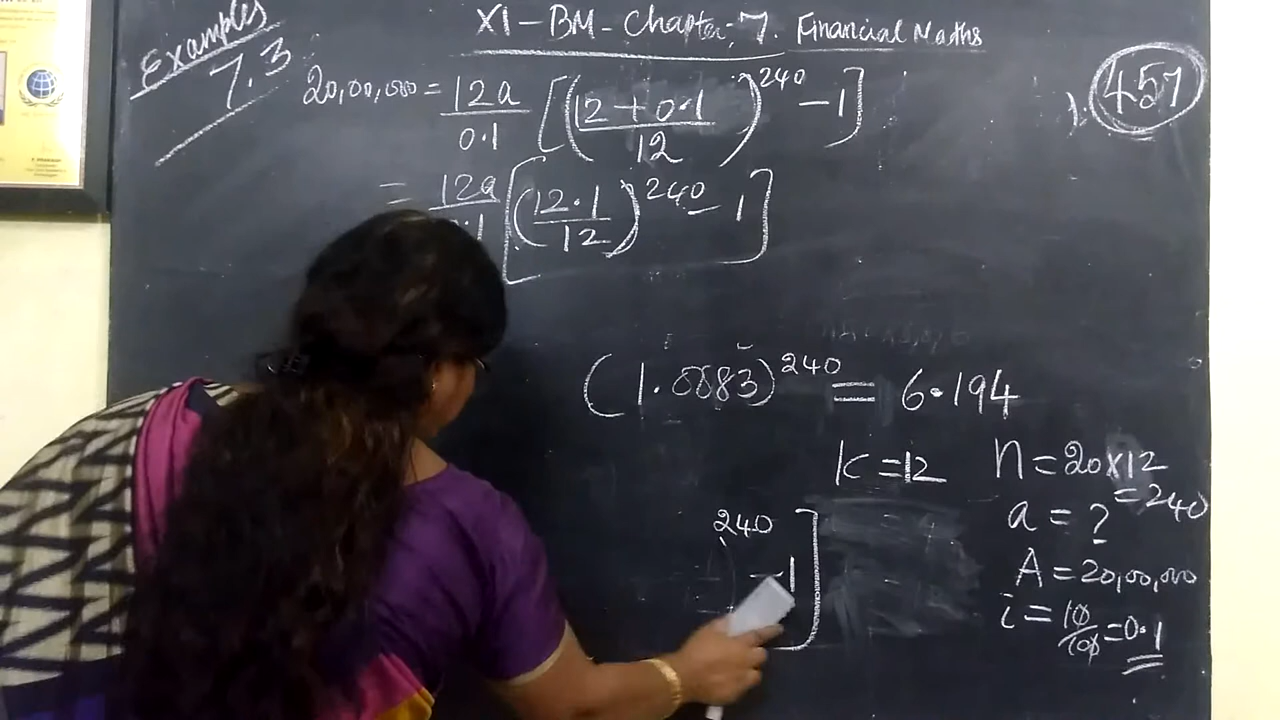 Examples
7.3
XI - BM - Chapter; 7. Financial Maths
457
20,00,000 = 12a/0.1 [((12 + 0.1)/12)^240 - 1]
= 12a/0.1 [(12.1/12)^240 - 1]
(1.0083)^240 = 6.194
k = 12
n = 20x12
= 240
a = ?
A = 20,00,000
i = 10/100 = 0.1
240
- 1]